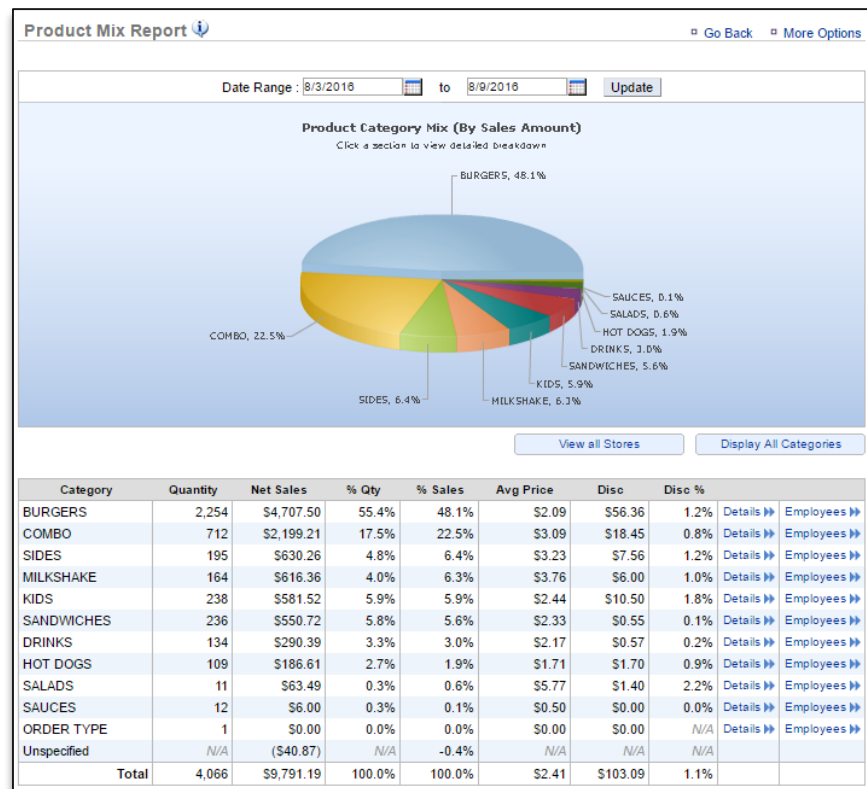 Product Mix Report
Go Back More Options
Date Range : 8/3/2016 to 8/9/2016 Update
Product Category Mix (By Sales Amount)
Click a section to view detailed breakdown
BURGERS, 48.1%
SAUCES, 0.1%
SALADS, 0.6%
HOT DOGS, 1.9%
DRINKS, 3.0%
SANDWICHES, 5.6%
KIDS, 5.9%
MILKSHAKE, 6.3%
SIDES, 6.4%
COMBO, 22.5%
View all Stores Display All Categories
Category Quantity Net Sales % Qty % Sales Avg Price Disc Disc %
BURGERS 2,254 $4,707.50 55.4% 48.1% $2.09 $56.36 1.2% Details Employees
COMBO 712 $2,199.21 17.5% 22.5% $3.09 $18.45 0.8% Details Employees
SIDES 195 $630.26 4.8% 6.4% $3.23 $7.56 1.2% Details Employees
MILKSHAKE 164 $616.36 4.0% 6.3% $3.76 $6.00 1.0% Details Employees
KIDS 238 $581.52 5.9% 5.9% $2.44 $10.50 1.8% Details Employees
SANDWICHES 236 $550.72 5.8% 5.6% $2.33 $0.55 0.1% Details Employees
DRINKS 134 $290.39 3.3% 3.0% $2.17 $0.57 0.2% Details Employees
HOT DOGS 109 $186.61 2.7% 1.9% $1.71 $1.70 0.9% Details Employees
SALADS 11 $63.49 0.3% 0.6% $5.77 $1.40 2.2% Details Employees
SAUCES 12 $6.00 0.3% 0.1% $0.50 $0.00 0.0% Details Employees
ORDER TYPE 1 $0.00 0.0% 0.0% $0.00 $0.00 N/A Details Employees
Unspecified N/A ($40.87) N/A -0.4% N/A N/A N/A
Total 4,066 $9,791.19 100.0% 100.0% $2.41 $103.09 1.1%